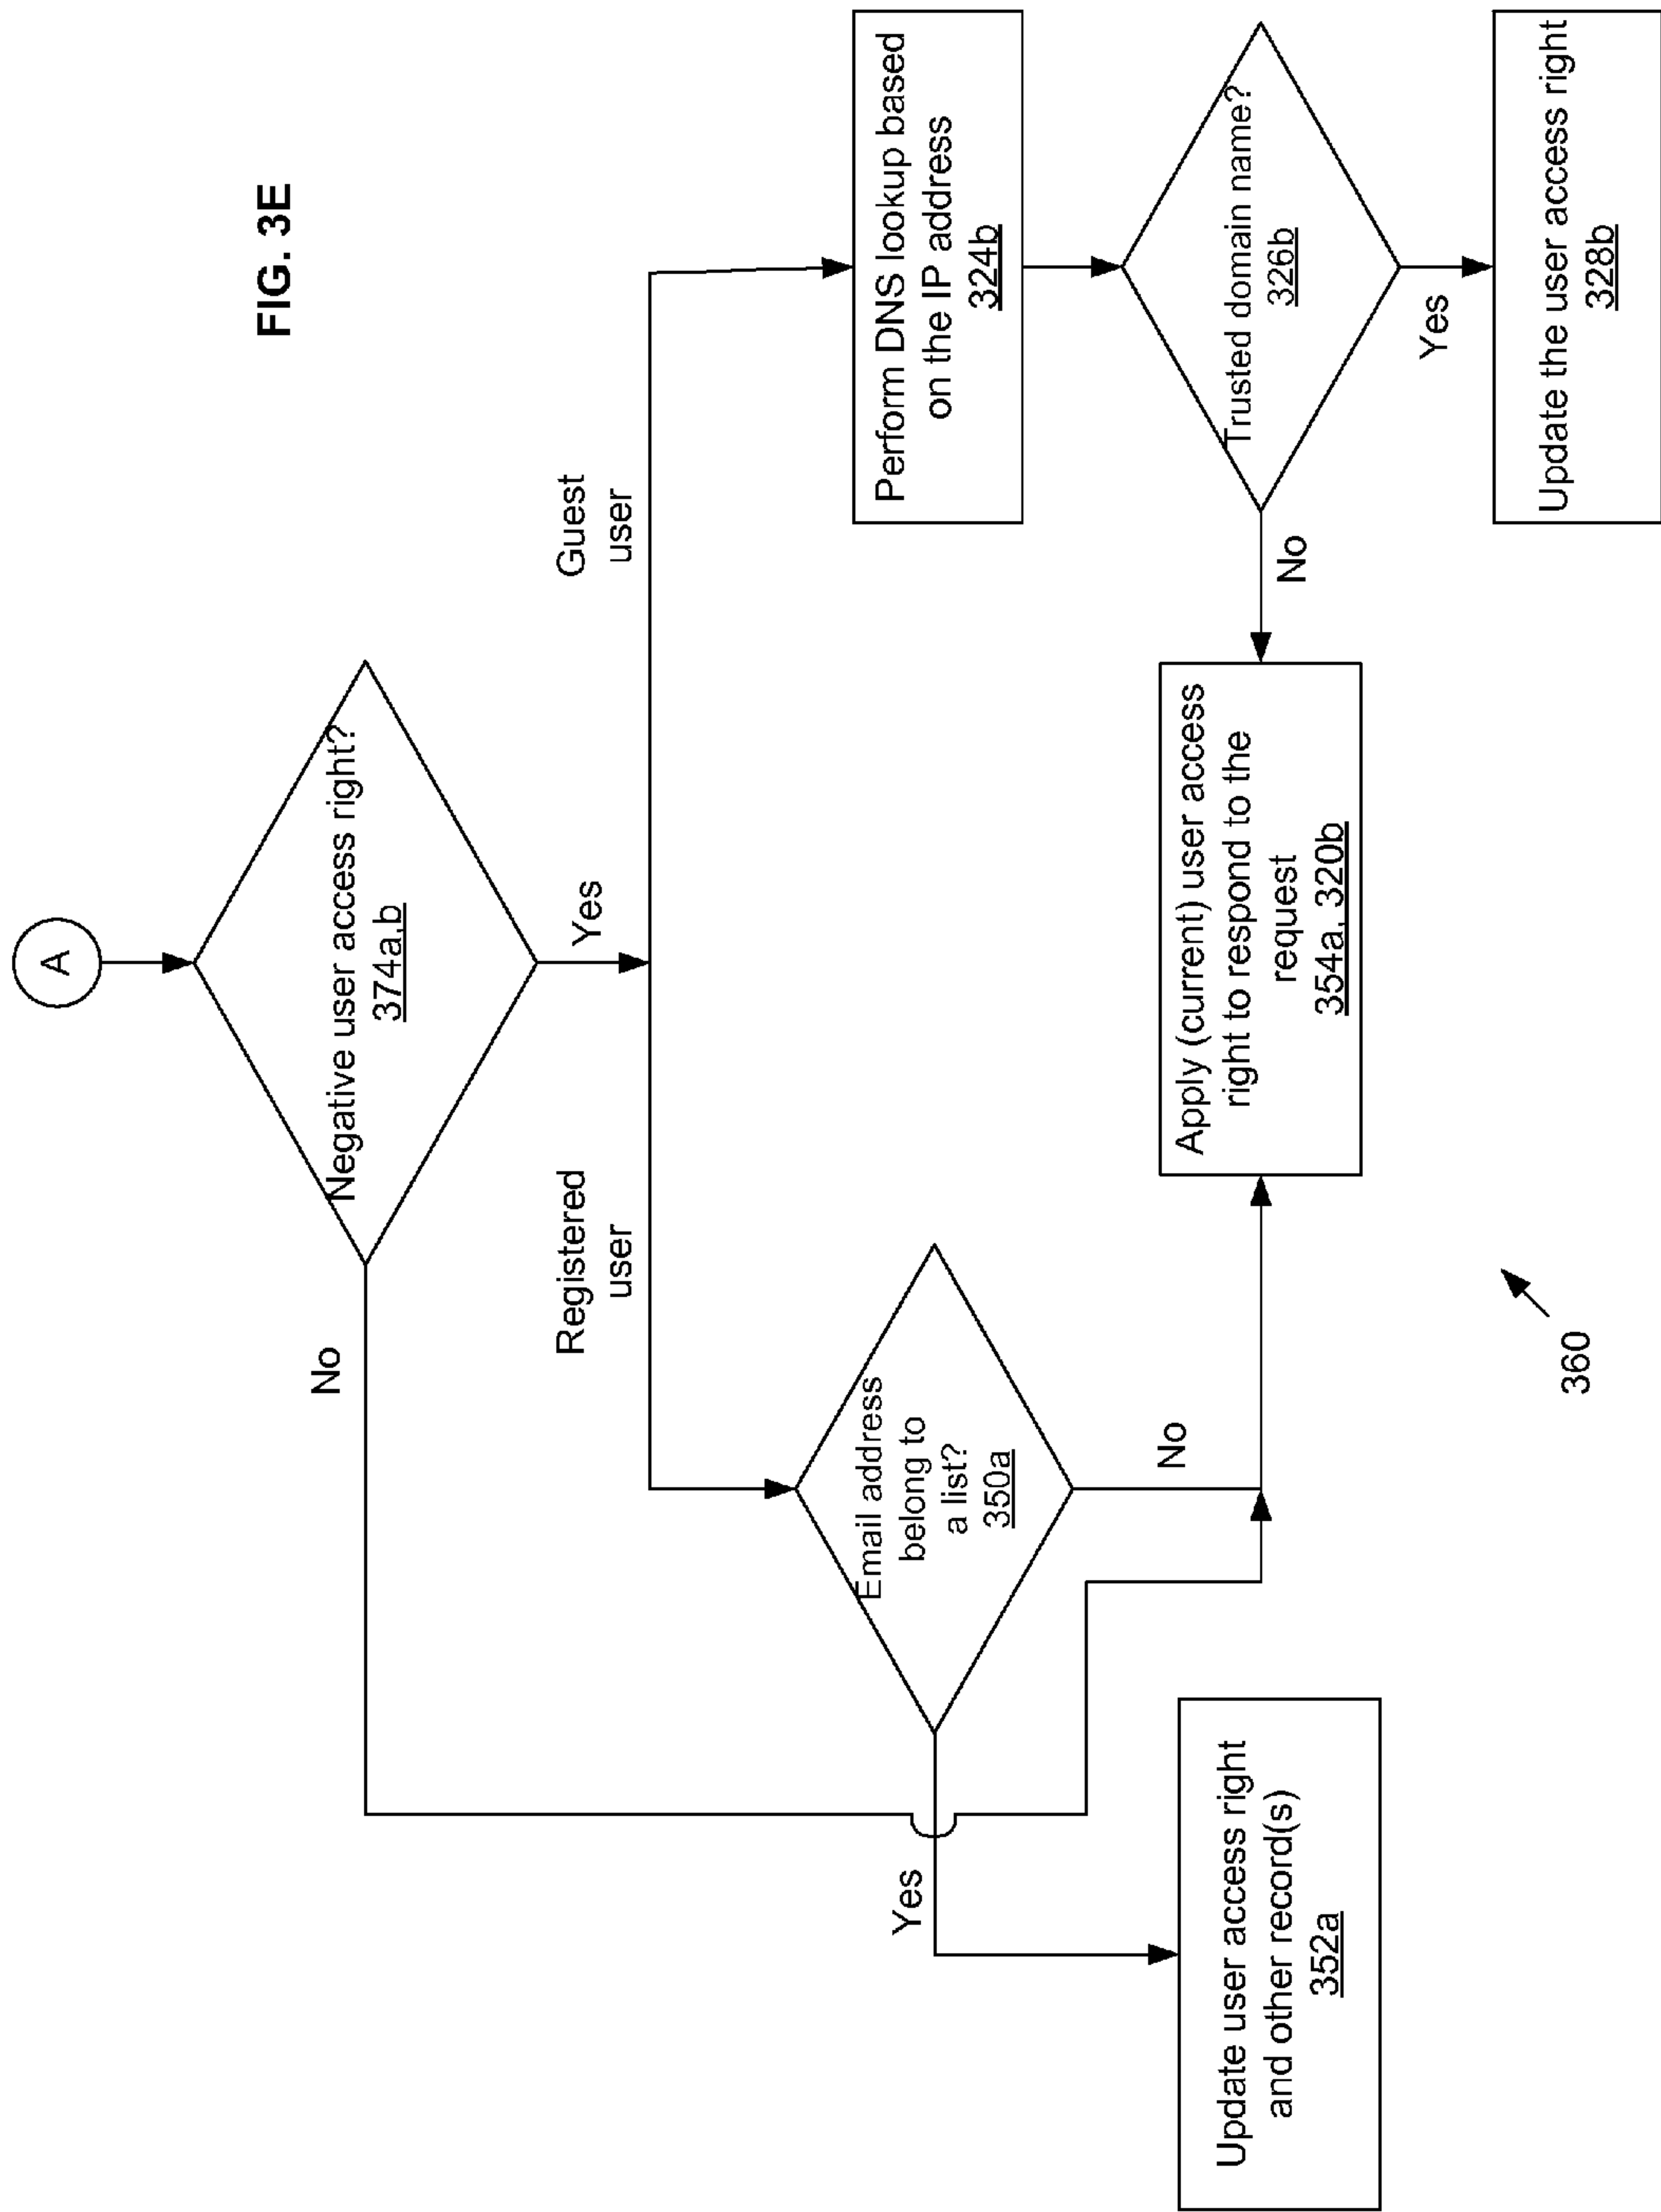 FIG. 3E
A
Negative user access right?
374a,b
No
Yes
Registered
user
Guest
user
Email address
belong to
a list?
350a
Yes
No
Perform DNS lookup based
on the IP address
324b
Trusted domain name?
326b
No
Yes
Update user access right
and other record(s)
352a
Apply (current) user access
right to respond to the
request
354a, 320b
Update the user access right
328b
360